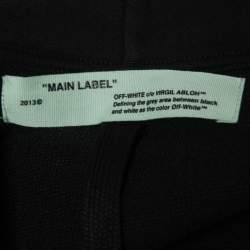 "MAIN LABEL"
2013©
OFF-WHITE c/o VIRGIL ABLOH™
Defining the grey area between black
and white as the color Off-White™